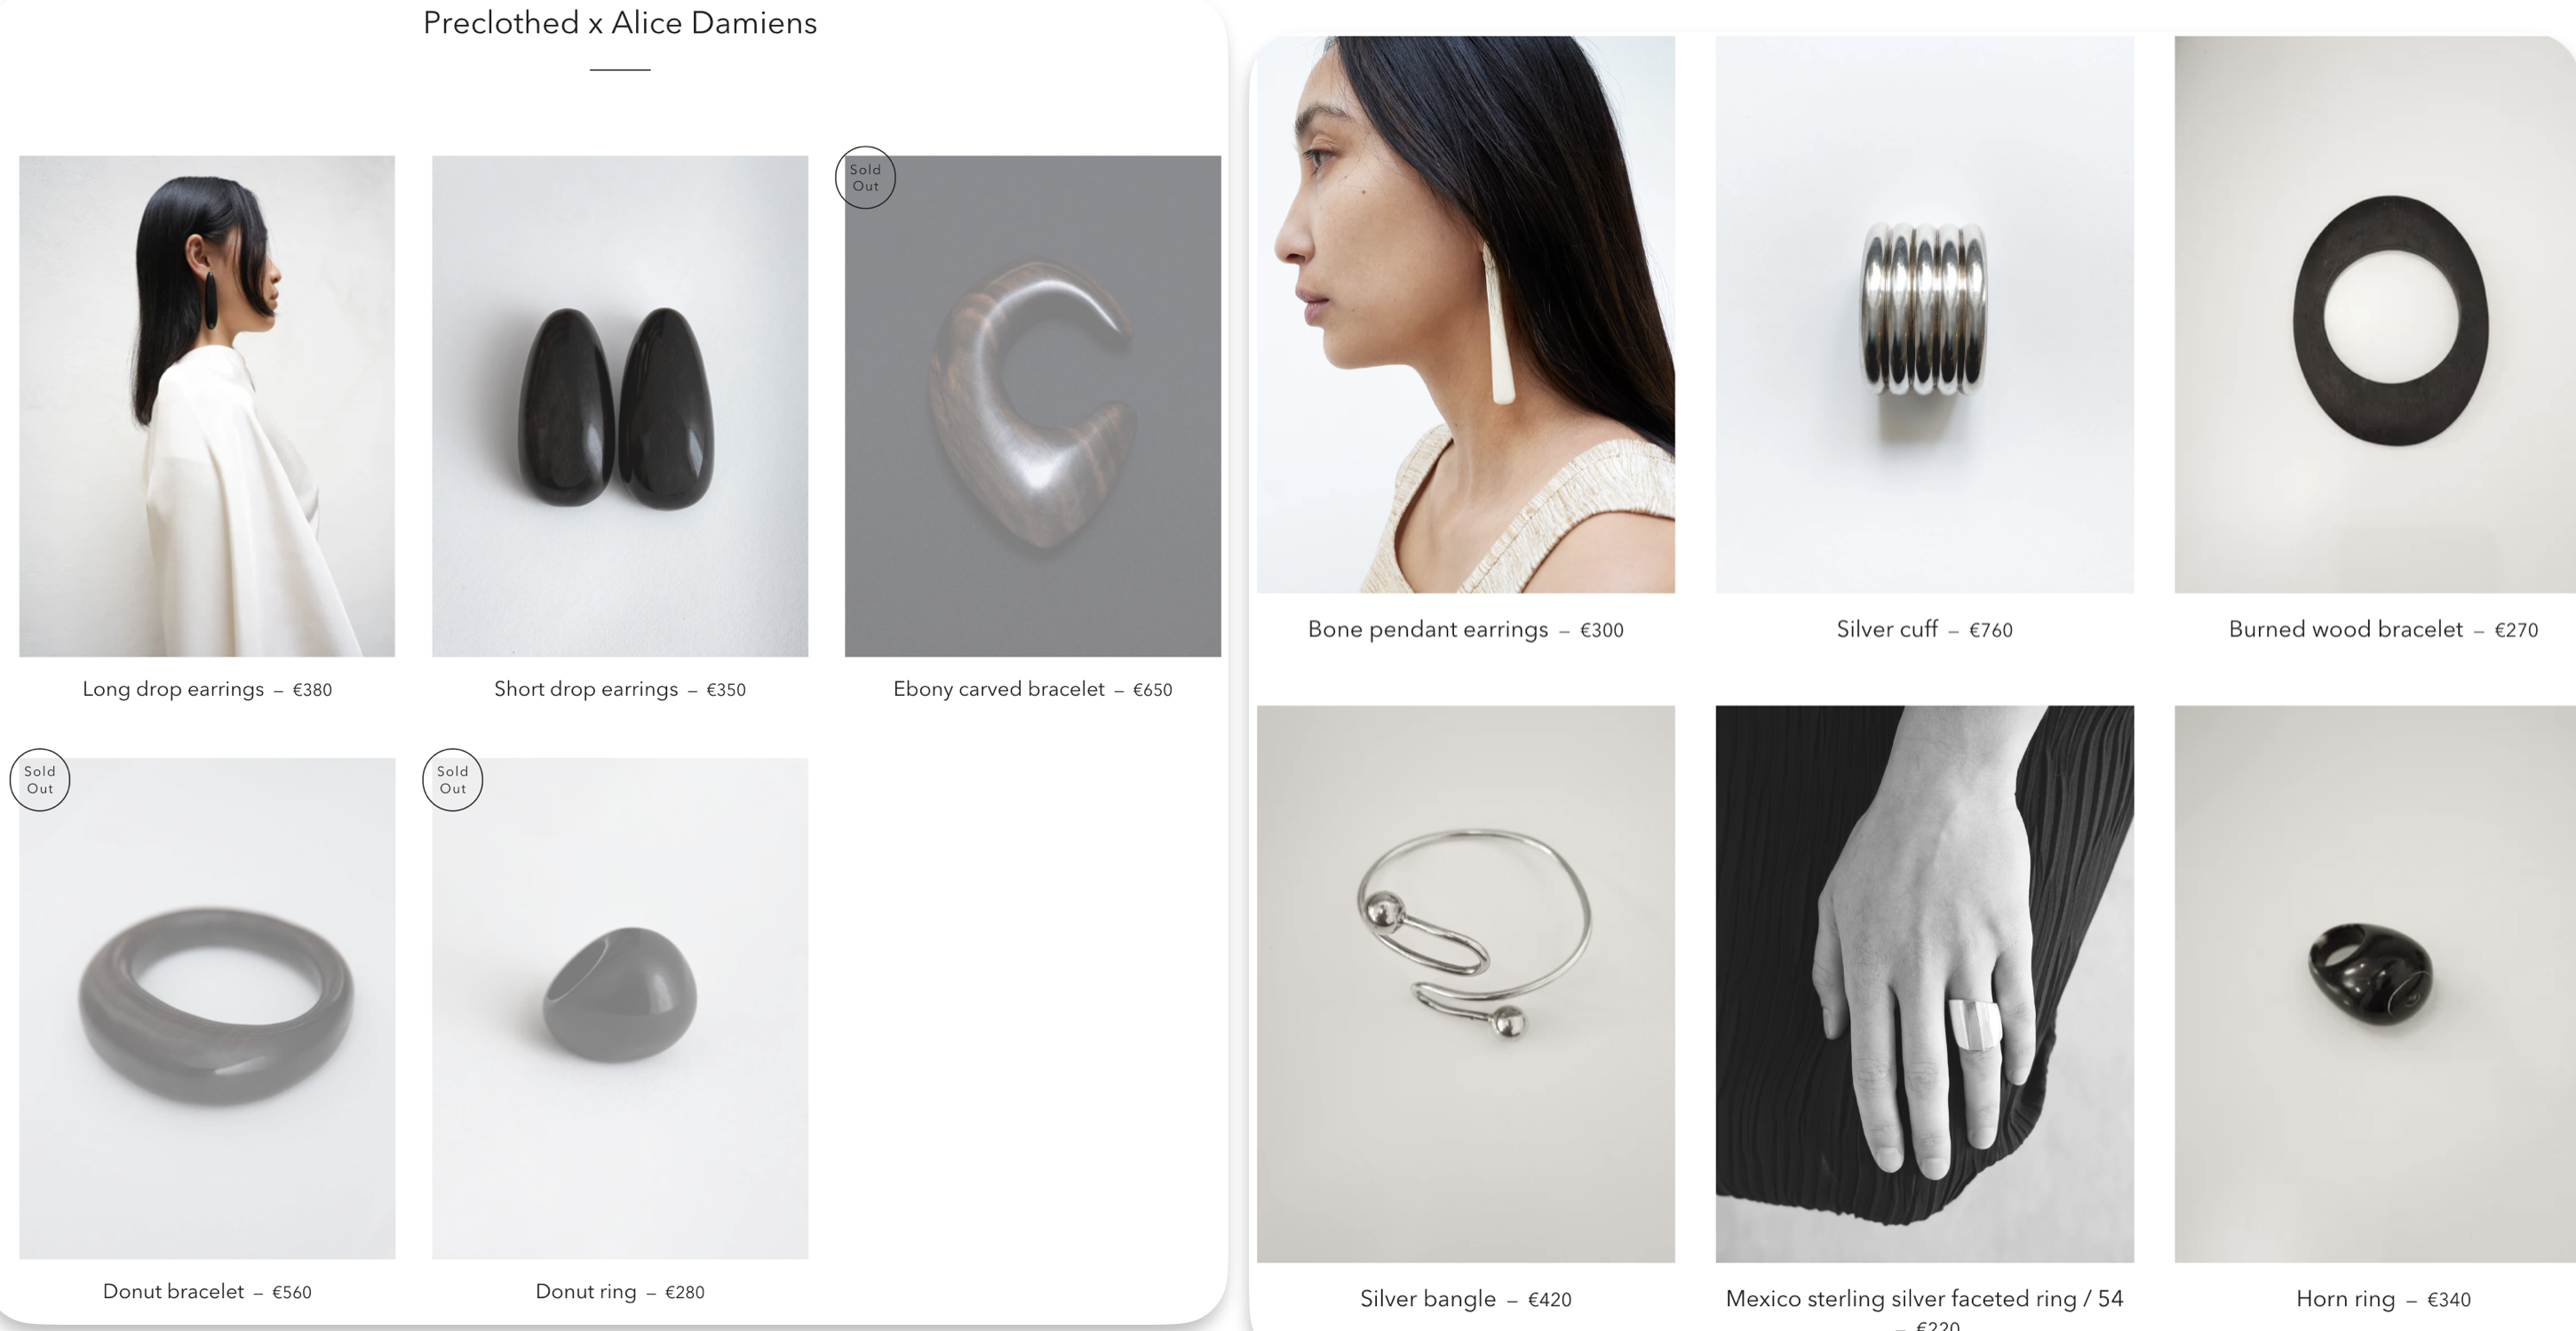 Preclothed x Alice Damiens
Sold
Out
Long drop earrings – €380
Short drop earrings – €350
Ebony carved bracelet – €650
Sold
Out
Sold
Out
Donut bracelet – €560
Donut ring – €280
Bone pendant earrings – €300
Silver cuff – €760
Burned wood bracelet – €270
Silver bangle – €420
Mexico sterling silver faceted ring / 54
– €220
Horn ring – €340